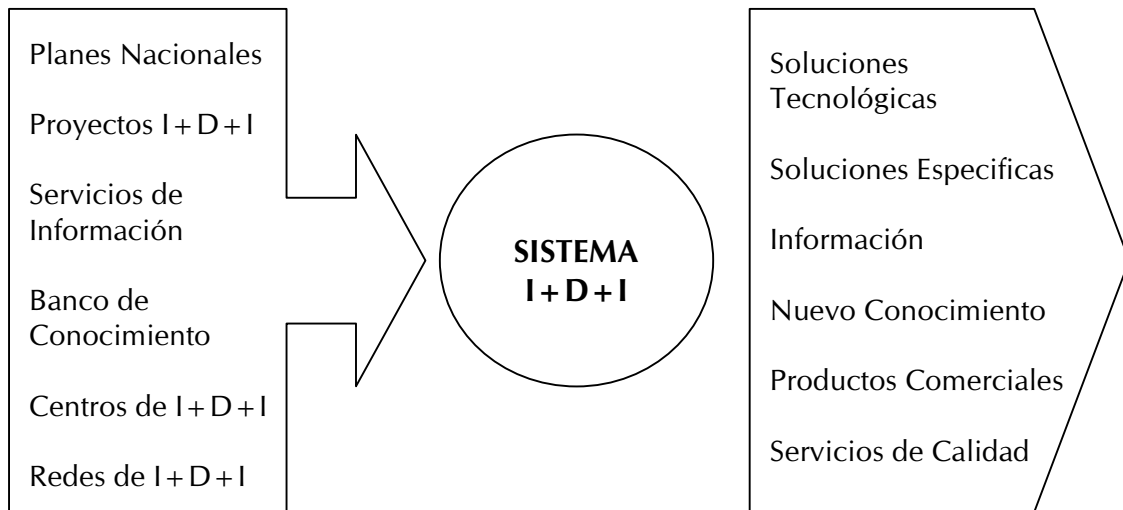 Planes Nacionales
Proyectos I+D+I
Servicios de
Información
Banco de
Conocimiento
Centros de I+D+I
Redes de I+D+I
SISTEMA
I+D+I
Soluciones
Tecnológicas
Soluciones Especificas
Información
Nuevo Conocimiento
Productos Comerciales
Servicios de Calidad